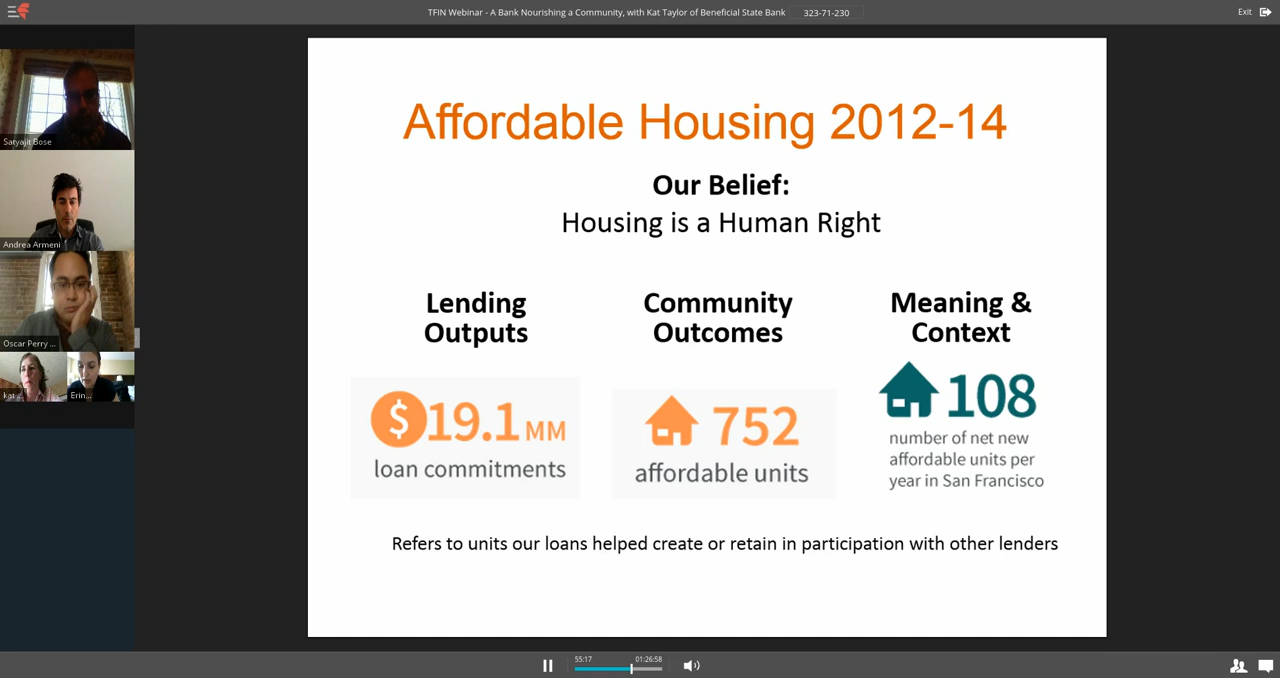 TFIN Webinar - A Bank Nourishing a Community, with Kat Taylor of Beneficial State Bank
323-71-230
Exit
Satyajit Bose
Andrea Armeni
Oscar Perry ...
kat ...
Erin...
Affordable Housing 2012-14
Our Belief:
Housing is a Human Right
Lending
Outputs
$19.1 MM
loan commitments
Community
Outcomes
752
affordable units
Meaning &
Context
108
number of net new
affordable units per
year in San Francisco
Refers to units our loans helped create or retain in participation with other lenders
55:17
01:26:58